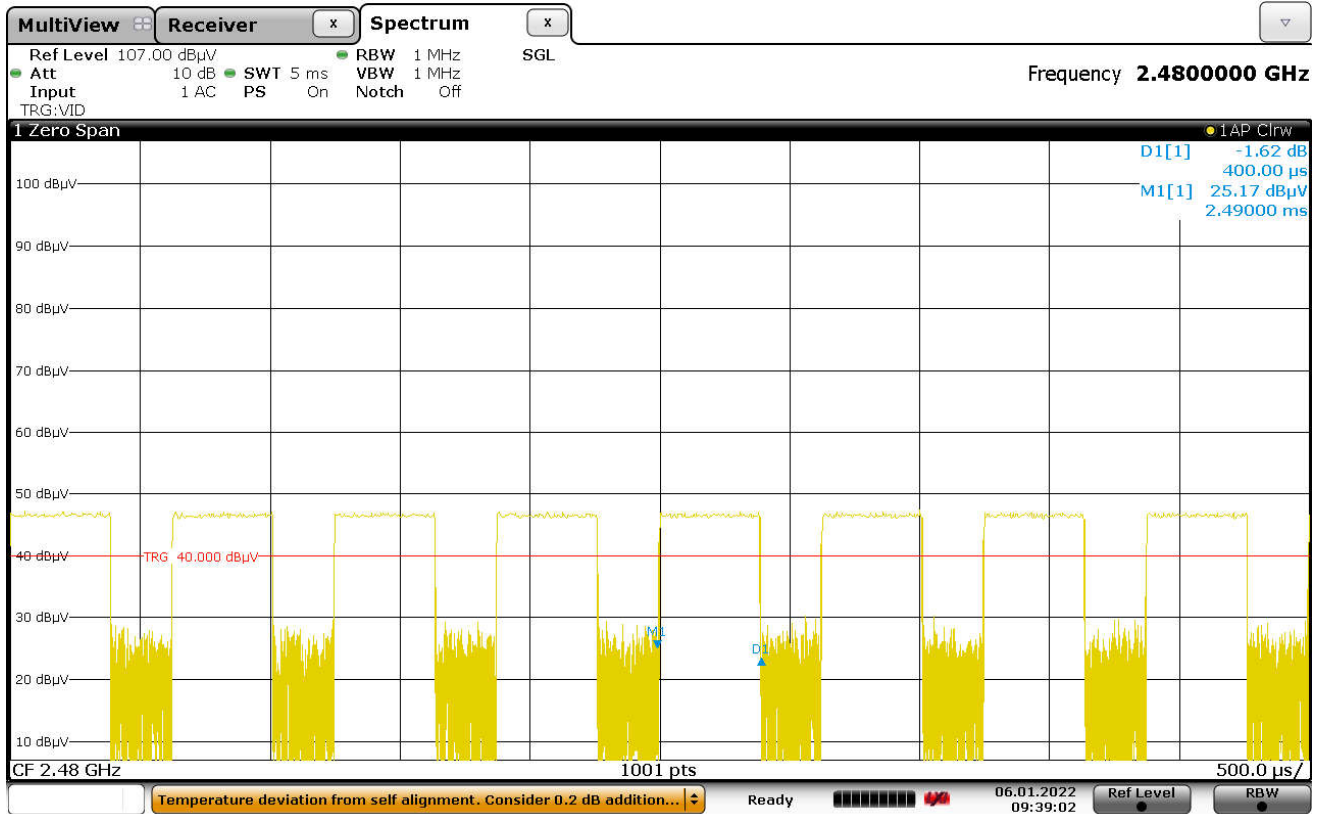 MultiView Receiver x Spectrum x
Ref Level 107.00 dBµV RBW 1 MHz SGL
Att 10 dB SWT 5 ms VBW 1 MHz
Input 1 AC PS On Notch Off
Frequency 2.4800000 GHz
TRG:VID
1 Zero Span 1AP Clrw
D1[1] -1.62 dB
400.00 µs
M1[1] 25.17 dBµV
2.49000 ms
100 dBµV
90 dBµV
80 dBµV
70 dBµV
60 dBµV
50 dBµV
40 dBµV
TRG 40.000 dBµV
30 dBµV
M1
D1
20 dBµV
10 dBµV
CF 2.48 GHz 1001 pts 500.0 µs/
Temperature deviation from self alignment. Consider 0.2 dB addition... Ready 06.01.2022 Ref Level RBW
09:39:02